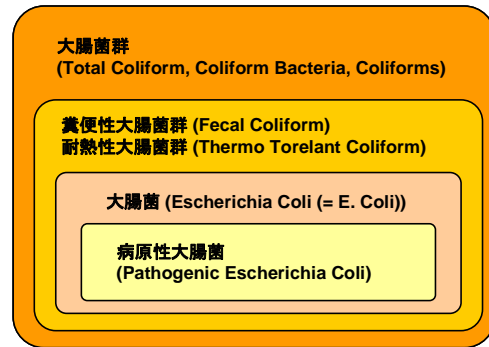 大腸菌群
(Total Coliform, Coliform Bacteria, Coliforms)
糞便性大腸菌群 (Fecal Coliform)
耐熱性大腸菌群 (Thermo Torelant Coliform)
大腸菌 (Escherichia Coli (= E. Coli))
病原性大腸菌
(Pathogenic Escherichia Coli)